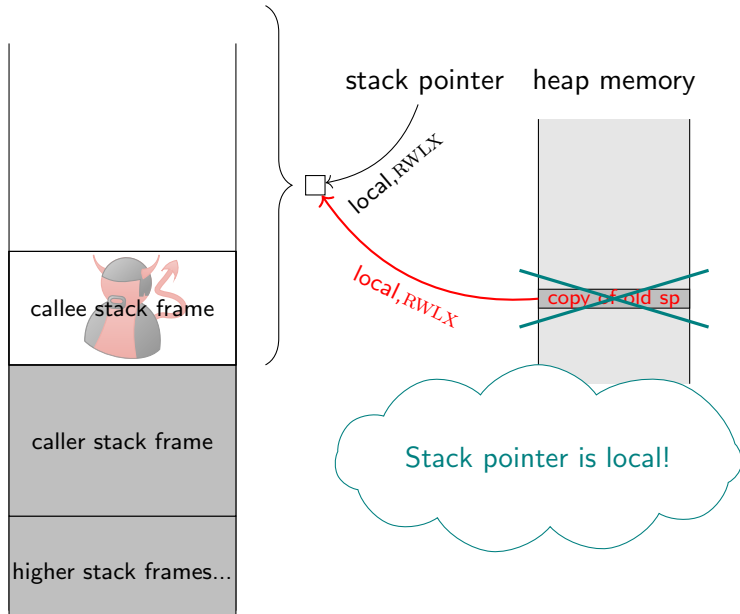 stack pointer
heap memory
local,RWLX
local,RWLX
copy of old sp
callee stack frame
caller stack frame
Stack pointer is local!
higher stack frames...